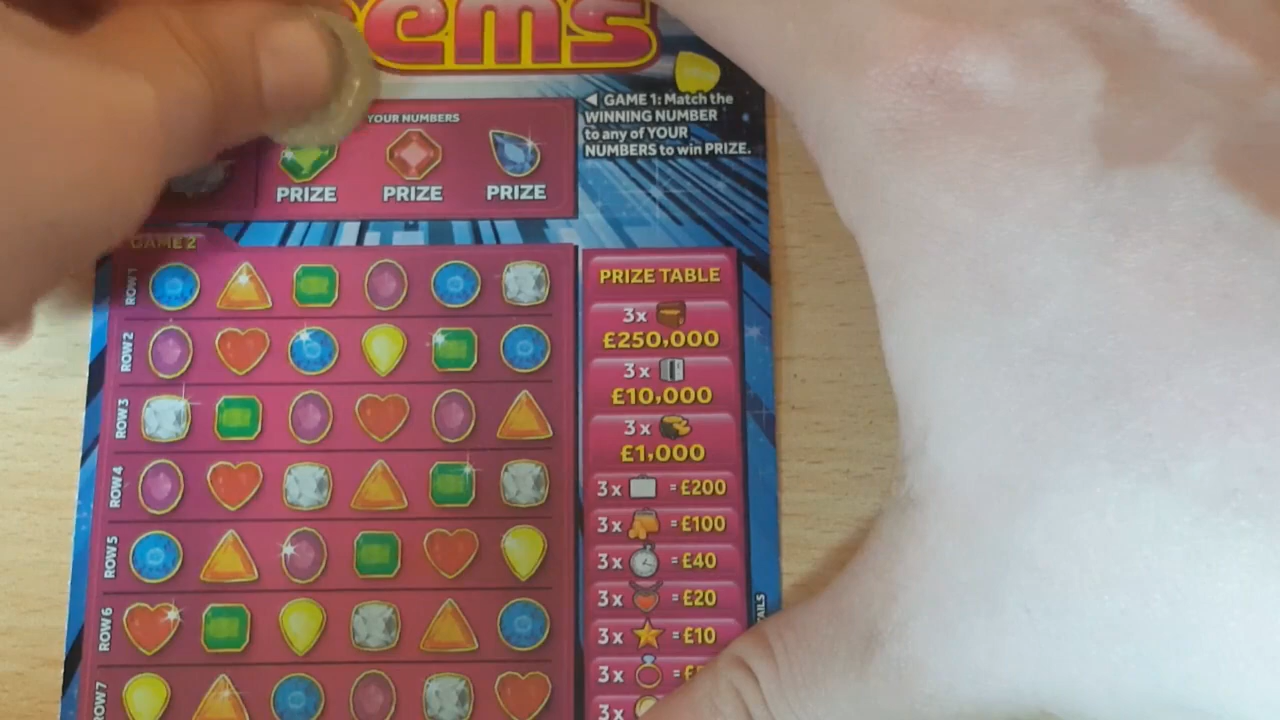 ems
YOUR NUMBERS
PRIZE PRIZE PRIZE
◄ GAME 1: Match the
WINNING NUMBER
to any of YOUR
NUMBERS to win PRIZE.
GAME 2
ROW 1
ROW 2
ROW 3
ROW 4
ROW 5
ROW 6
ROW 7
PRIZE TABLE
3x
£250,000
3x
£10,000
3x
£1,000
3x = £200
3x = £100
3x = £40
3x = £20
3x = £10
3x =
3x